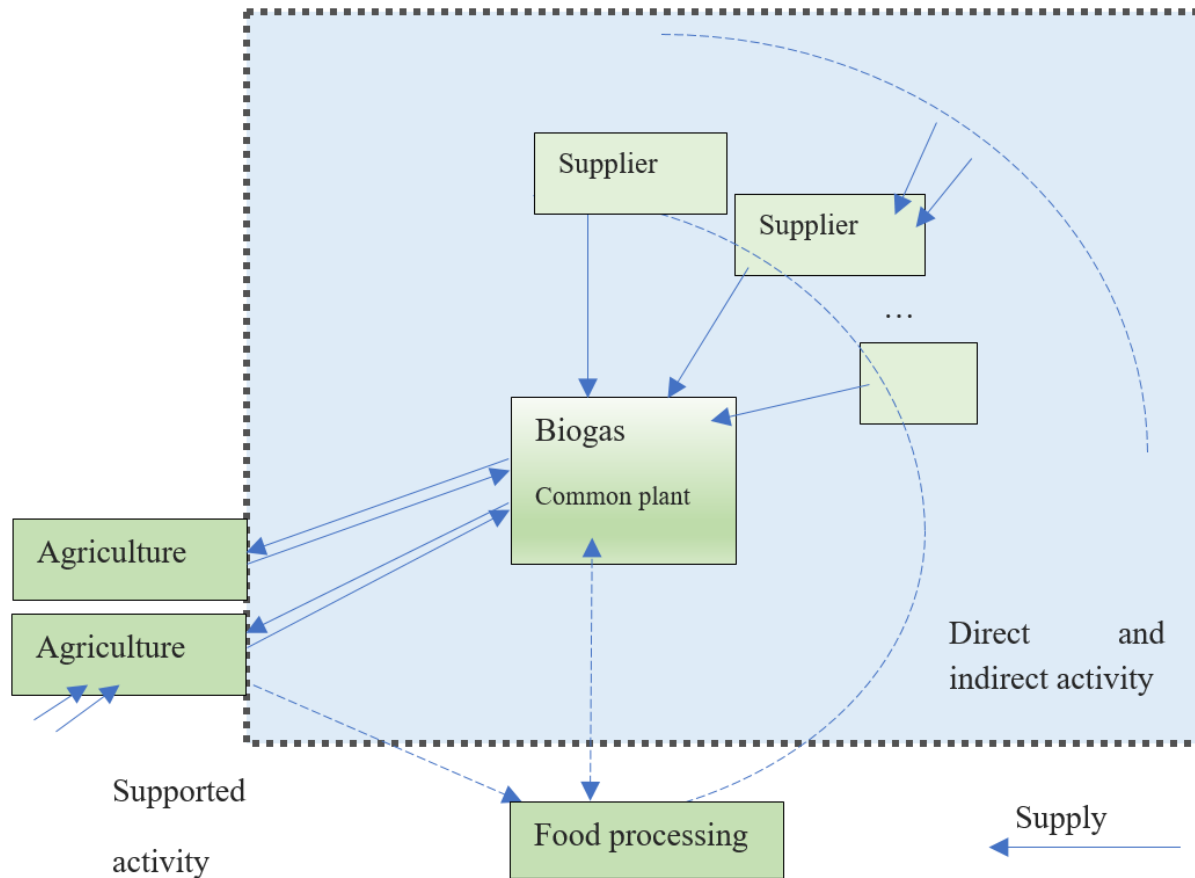 Supplier
Supplier
…
Biogas
Common plant
Agriculture
Agriculture
Direct and
indirect activity
Supported
activity
Food processing
Supply